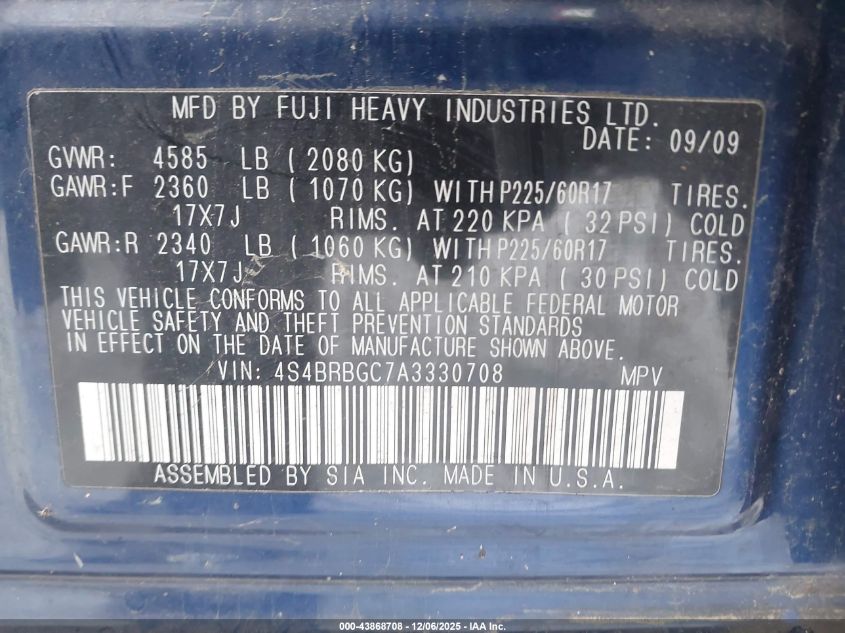 MFD BY FUJI HEAVY INDUSTRIES LTD.
DATE: 09/09
GVWR: 4585 LB ( 2080 KG)
GAWR:F 2360 LB ( 1070 KG) WITH P225/60R17 TIRES.
17X7J RIMS. AT 220 KPA ( 32 PSI) COLD
GAWR:R 2340 LB ( 1060 KG) WITH P225/60R17 TIRES.
17X7J RIMS. AT 210 KPA ( 30 PSI) COLD
THIS VEHICLE CONFORMS TO ALL APPLICABLE FEDERAL MOTOR
VEHICLE SAFETY AND THEFT PREVENTION STANDARDS
IN EFFECT ON THE DATE OF MANUFACTURE SHOWN ABOVE.
VIN: 4S4BRBGC7A3330708 MPV
ASSEMBLED BY SIA INC. MADE IN U.S.A.
000-43868708 - 12/06/2025 - IAA Inc.